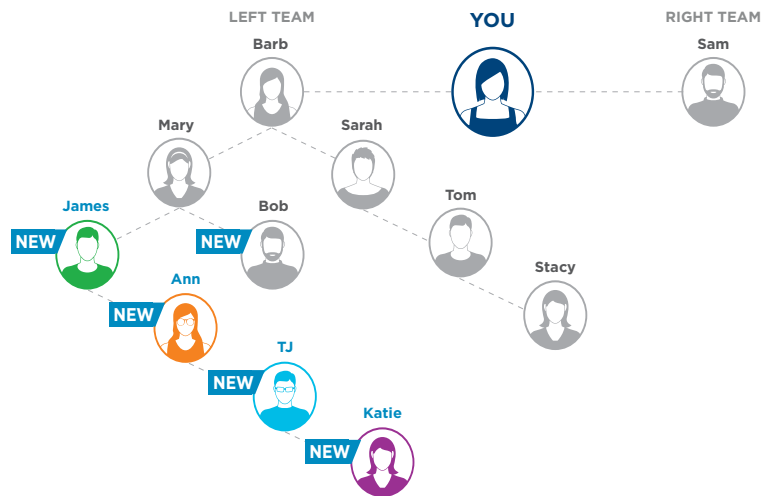 LEFT TEAM
YOU
RIGHT TEAM
Barb
Sam
Mary
Sarah
James
Bob
Tom
NEW
NEW
Ann
Stacy
NEW
TJ
NEW
Katie
NEW